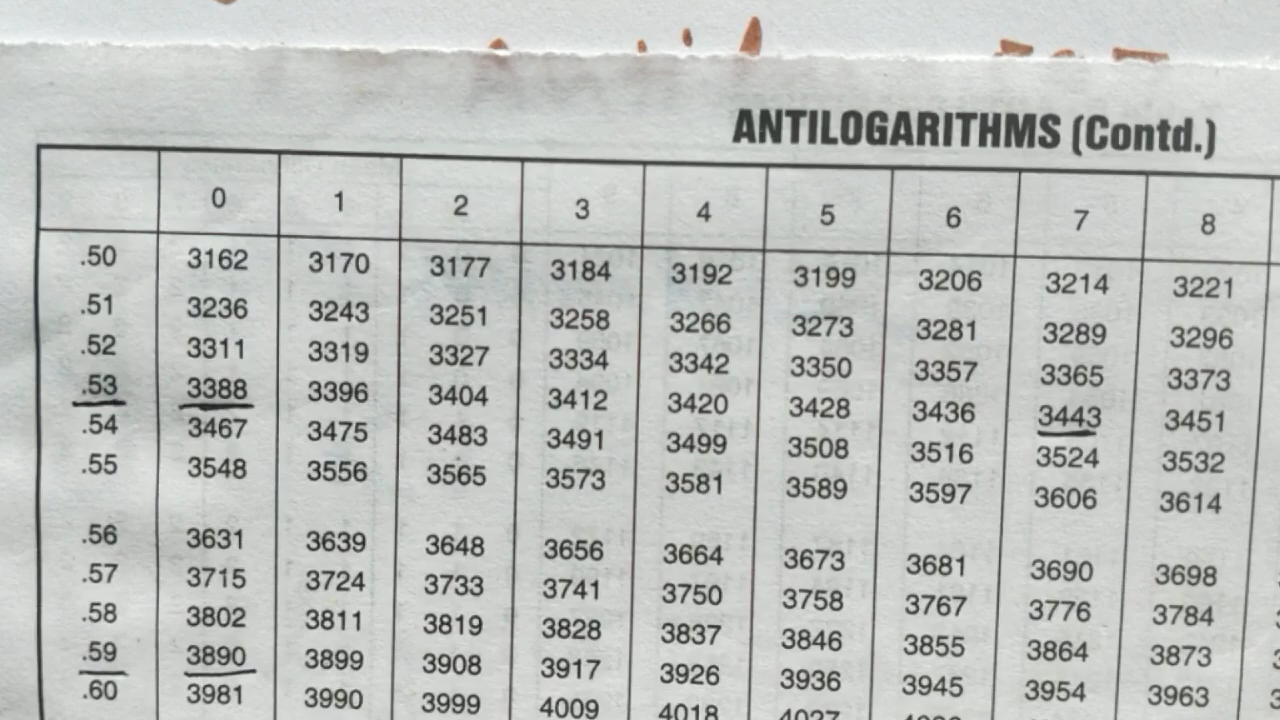 ANTILOGARITHMS (Contd.)
0 1 2 3 4 5 6 7 8
.50 3162 3170 3177 3184 3192 3199 3206 3214 3221
.51 3236 3243 3251 3258 3266 3273 3281 3289 3296
.52 3311 3319 3327 3334 3342 3350 3357 3365 3373
.53 3388 3396 3404 3412 3420 3428 3436 3443 3451
.54 3467 3475 3483 3491 3499 3508 3516 3524 3532
.55 3548 3556 3565 3573 3581 3589 3597 3606 3614
.56 3631 3639 3648 3656 3664 3673 3681 3690 3698
.57 3715 3724 3733 3741 3750 3758 3767 3776 3784
.58 3802 3811 3819 3828 3837 3846 3855 3864 3873
.59 3890 3899 3908 3917 3926 3936 3945 3954 3963
.60 3981 3990 3999 4009 4018 4027